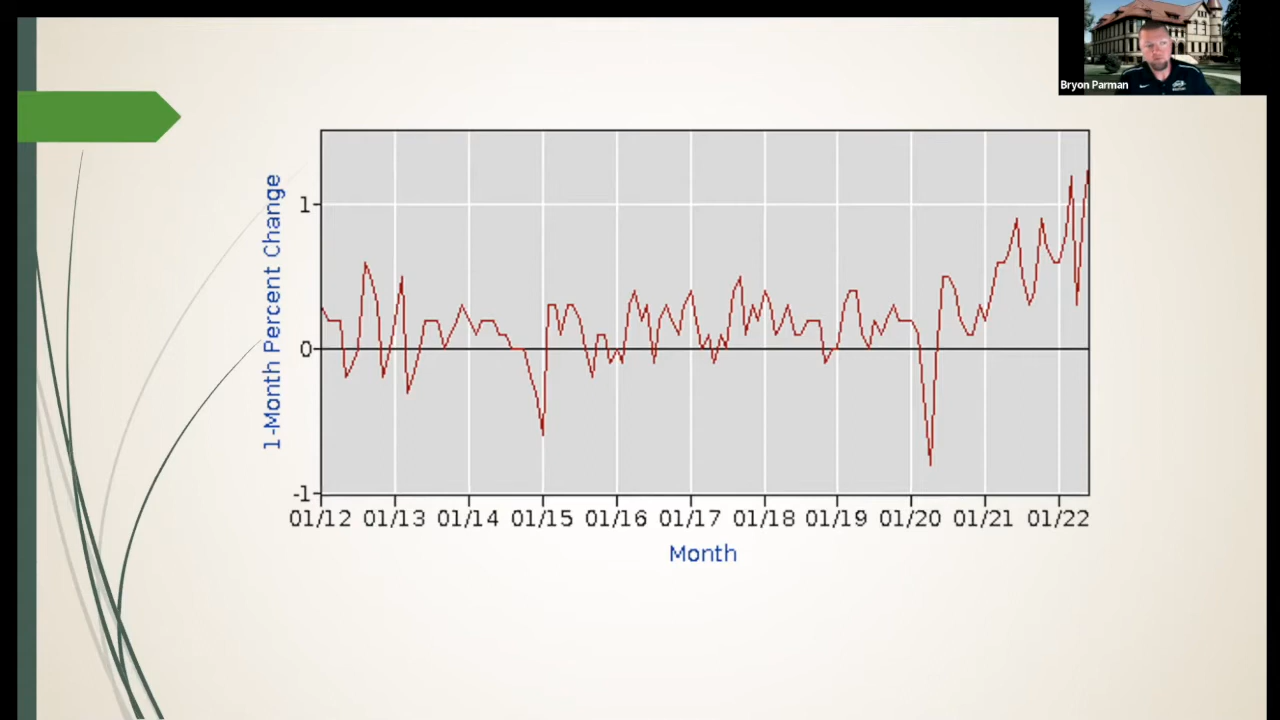 Bryon Parman
1-Month Percent Change
1
0
-1
01/12 01/13 01/14 01/15 01/16 01/17 01/18 01/19 01/20 01/21 01/22
Month